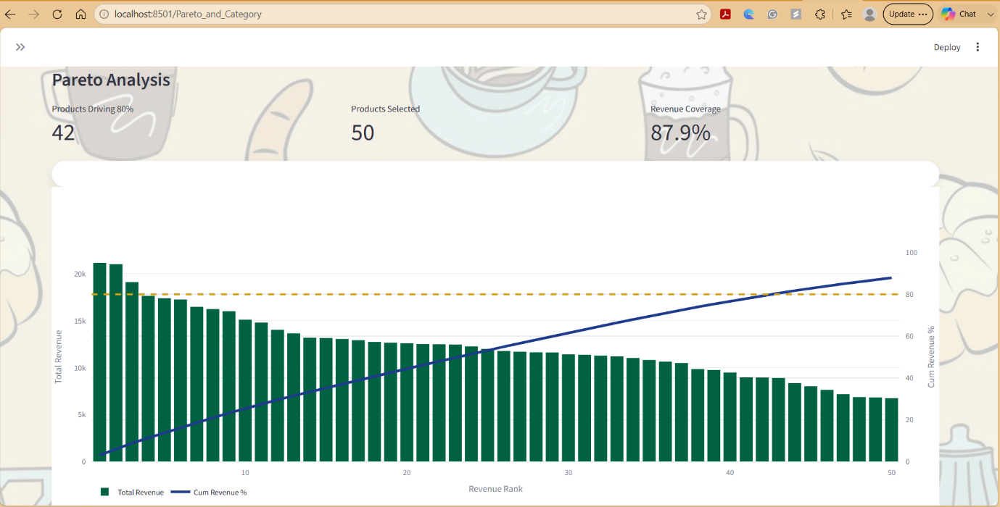 localhost:8501/Pareto_and_Category
Update
Chat
Deploy
Pareto Analysis
Products Driving 80%
42
Products Selected
50
Revenue Coverage
87.9%
Total Revenue
20k
15k
10k
5k
0
100
80
60
40
20
0
Cum Revenue %
10
20
30
40
50
Revenue Rank
Total Revenue
Cum Revenue %